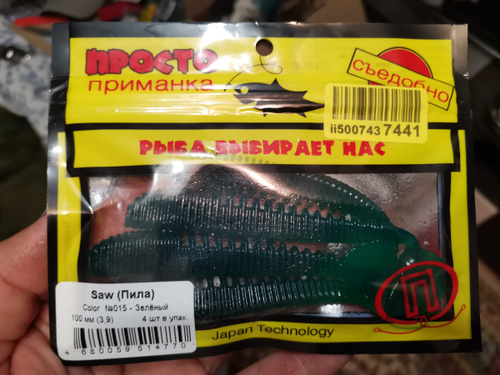 ПРОСТО
приманка
съедобно
ii5007437441
РЫБА ВЫБИРАЕТ НАС
П
Saw (Пила)
Color №015 - Зелёный
100 мм (3,9) 4 шт в упак.
4 680059 514770
Japan Technology